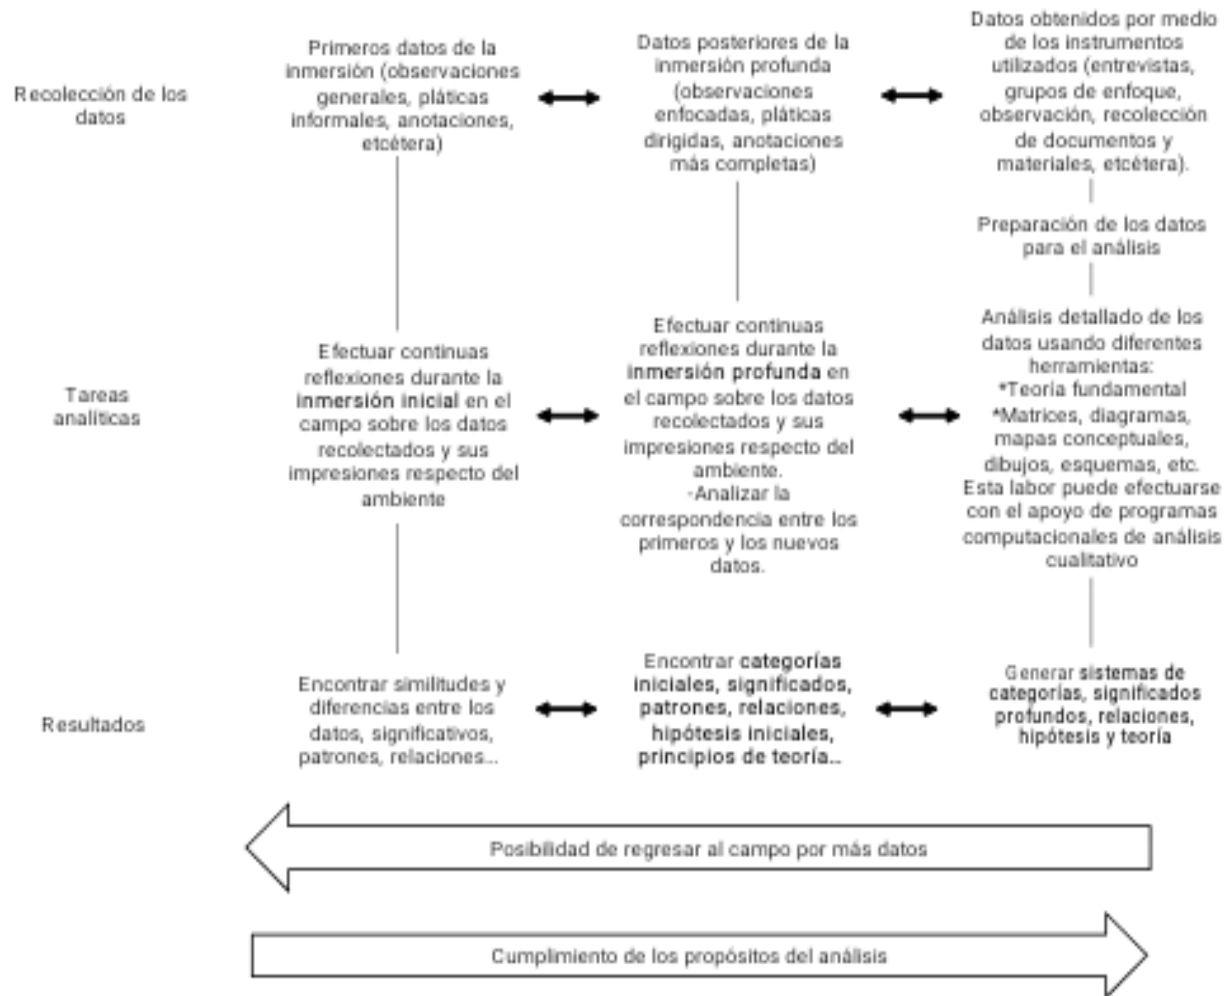 Recolección de los
datos
Primeros datos de la
inmersión (observaciones
generales, pláticas
informales, anotaciones,
etcétera)
Datos posteriores de la
inmersión profunda
(observaciones
enfocadas, pláticas
dirigidas, anotaciones
más completas)
Datos obtenidos por medio
de los instrumentos
utilizados (entrevistas,
grupos de enfoque,
observación, recolección
de documentos y
materiales, etcétera).
Preparación de los datos
para el análisis
Tareas
analíticas
Efectuar continuas
reflexiones durante la
inmersión inicial en el
campo sobre los datos
recolectados y sus
impresiones respecto del
ambiente
Efectuar continuas
reflexiones durante la
inmersión profunda en
el campo sobre los datos
recolectados y sus
impresiones respecto del
ambiente.
-Analizar la
correspondencia entre los
primeros y los nuevos
datos.
Análisis detallado de los
datos usando diferentes
herramientas:
*Teoría fundamental
*Matrices, diagramas,
mapas conceptuales,
dibujos, esquemas, etc.
Esta labor puede efectuarse
con el apoyo de programas
computacionales de análisis
cualitativo
Resultados
Encontrar similitudes y
diferencias entre los
datos, significativos,
patrones, relaciones...
Encontrar categorías
iniciales, significados,
patrones, relaciones,
hipótesis iniciales,
principios de teoría...
Generar sistemas de
categorías, significados
profundos, relaciones,
hipótesis y teoría
Posibilidad de regresar al campo por más datos
Cumplimiento de los propósitos del análisis